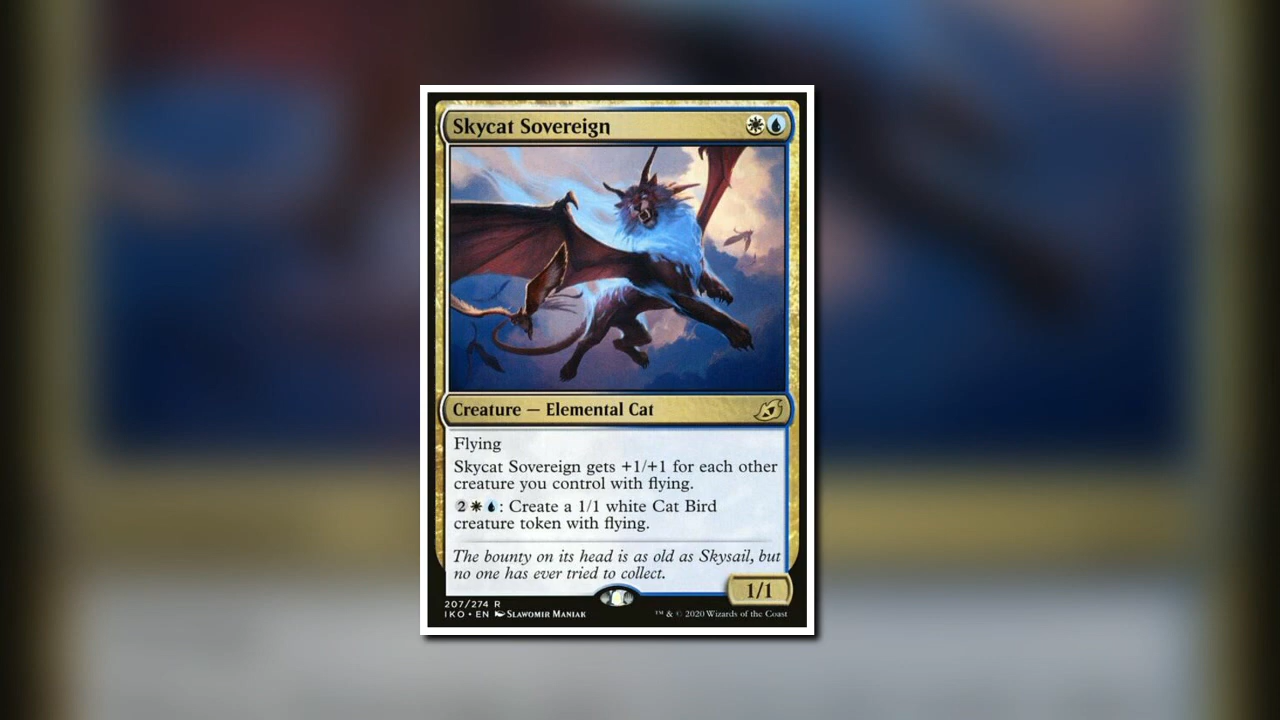 Skycat Sovereign
Creature — Elemental Cat
Flying
Skycat Sovereign gets +1/+1 for each other
creature you control with flying.
2 : Create a 1/1 white Cat Bird
creature token with flying.
The bounty on its head is as old as Skysail, but
no one has ever tried to collect.
1/1
207/274 R
IKO • EN Slawomir Maniak
™ & © 2020 Wizards of the Coast